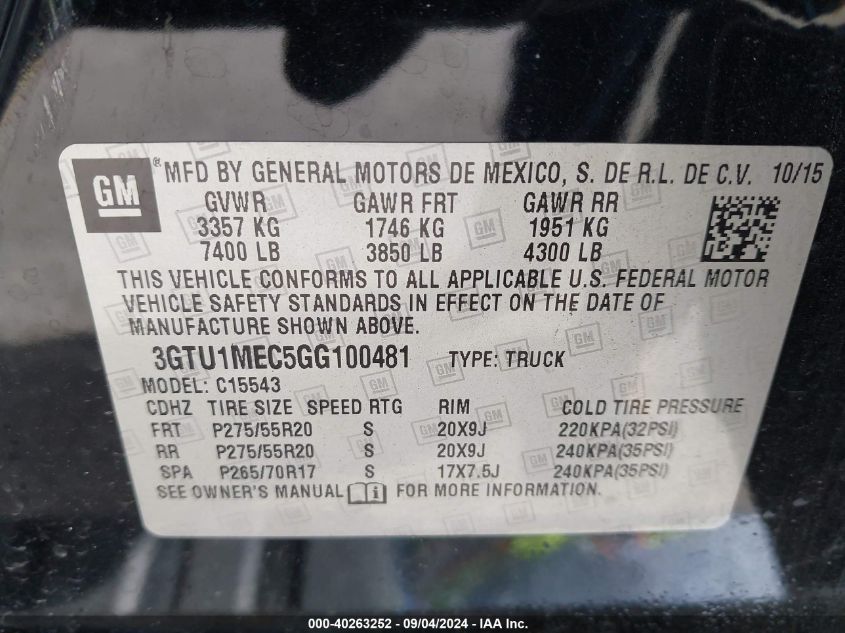 GM ® MFD BY GENERAL MOTORS DE MEXICO, S. DE R.L. DE C.V. 10/15
GVWR GAWR FRT GAWR RR
3357 KG 1746 KG 1951 KG
7400 LB 3850 LB 4300 LB
THIS VEHICLE CONFORMS TO ALL APPLICABLE U.S. FEDERAL MOTOR
VEHICLE SAFETY STANDARDS IN EFFECT ON THE DATE OF
MANUFACTURE SHOWN ABOVE.
3GTU1MEC5GG100481 TYPE: TRUCK
MODEL: C15543
CDHZ TIRE SIZE SPEED RTG RIM COLD TIRE PRESSURE
FRT P275/55R20 S 20X9J 220KPA(32PSI)
RR P275/55R20 S 20X9J 240KPA(35PSI)
SPA P265/70R17 S 17X7.5J 240KPA(35PSI)
SEE OWNER'S MANUAL FOR MORE INFORMATION.
000-40263252 - 09/04/2024 - IAA Inc.